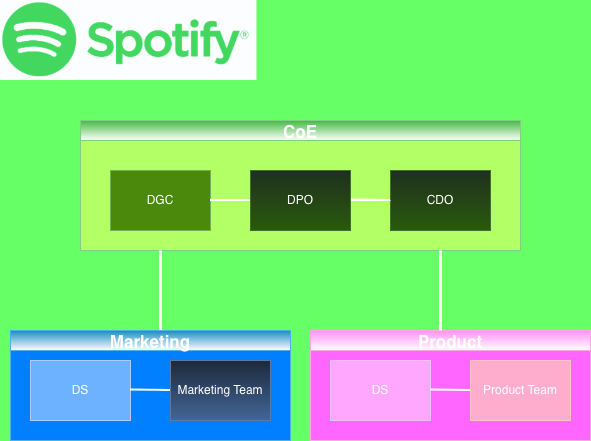 Spotify®
CoE
DGC
DPO
CDO
Marketing
Product
DS
Marketing Team
DS
Product Team